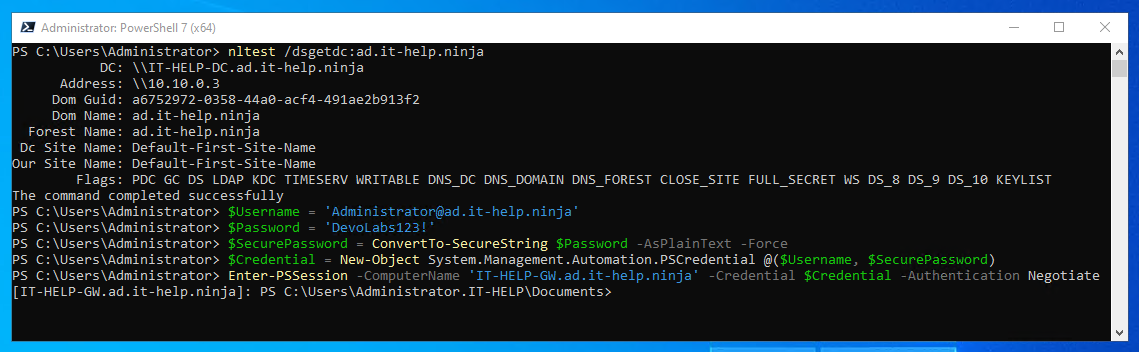 Administrator: PowerShell 7 (x64)
PS C:\Users\Administrator> nltest /dsgetdc:ad.it-help.ninja
DC: \\IT-HELP-DC.ad.it-help.ninja
Address: \\10.10.0.3
Dom Guid: a6752972-0358-44a0-acf4-491ae2b913f2
Dom Name: ad.it-help.ninja
Forest Name: ad.it-help.ninja
Dc Site Name: Default-First-Site-Name
Our Site Name: Default-First-Site-Name
Flags: PDC GC DS LDAP KDC TIMESERV WRITABLE DNS_DC DNS_DOMAIN DNS_FOREST CLOSE_SITE FULL_SECRET WS DS_8 DS_9 DS_10 KEYLIST
The command completed successfully
PS C:\Users\Administrator> $Username = 'Administrator@ad.it-help.ninja'
PS C:\Users\Administrator> $Password = 'DevoLabs123!'
PS C:\Users\Administrator> $SecurePassword = ConvertTo-SecureString $Password -AsPlainText -Force
PS C:\Users\Administrator> $Credential = New-Object System.Management.Automation.PSCredential @($Username, $SecurePassword)
PS C:\Users\Administrator> Enter-PSSession -ComputerName 'IT-HELP-GW.ad.it-help.ninja' -Credential $Credential -Authentication Negotiate
[IT-HELP-GW.ad.it-help.ninja]: PS C:\Users\Administrator.IT-HELP\Documents>